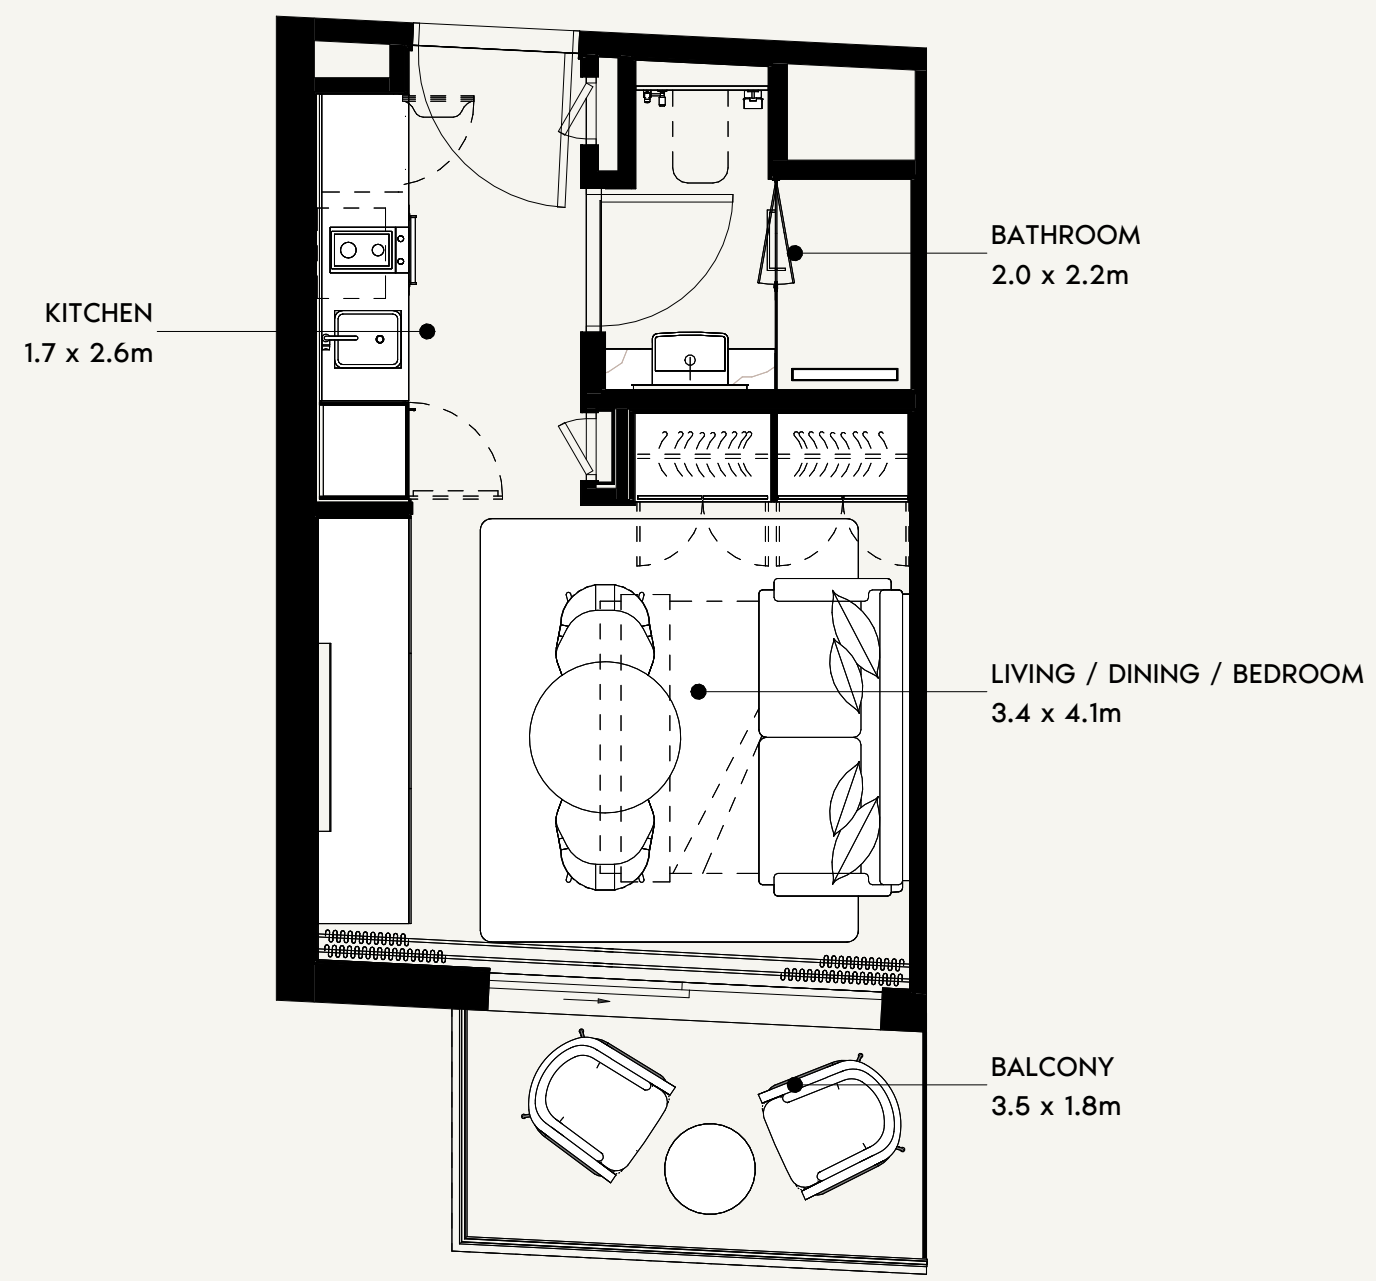 BATHROOM
2.0 x 2.2m
KITCHEN
1.7 x 2.6m
LIVING / DINING / BEDROOM
3.4 x 4.1m
BALCONY
3.5 x 1.8m